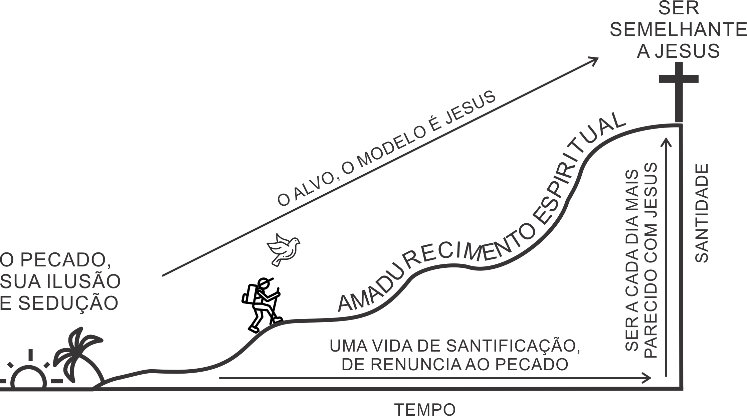 SER
SEMELHANTE
A JESUS
O ALVO, O MODELO É JESUS
AMADURECIMENTO ESPIRITUAL
O PECADO,
SUA ILUSÃO
E SEDUÇÃO
UMA VIDA DE SANTIFICAÇÃO,
DE RENUNCIA AO PECADO
SER A CADA DIA MAIS
PARECIDO COM JESUS
SANTIDADE
TEMPO